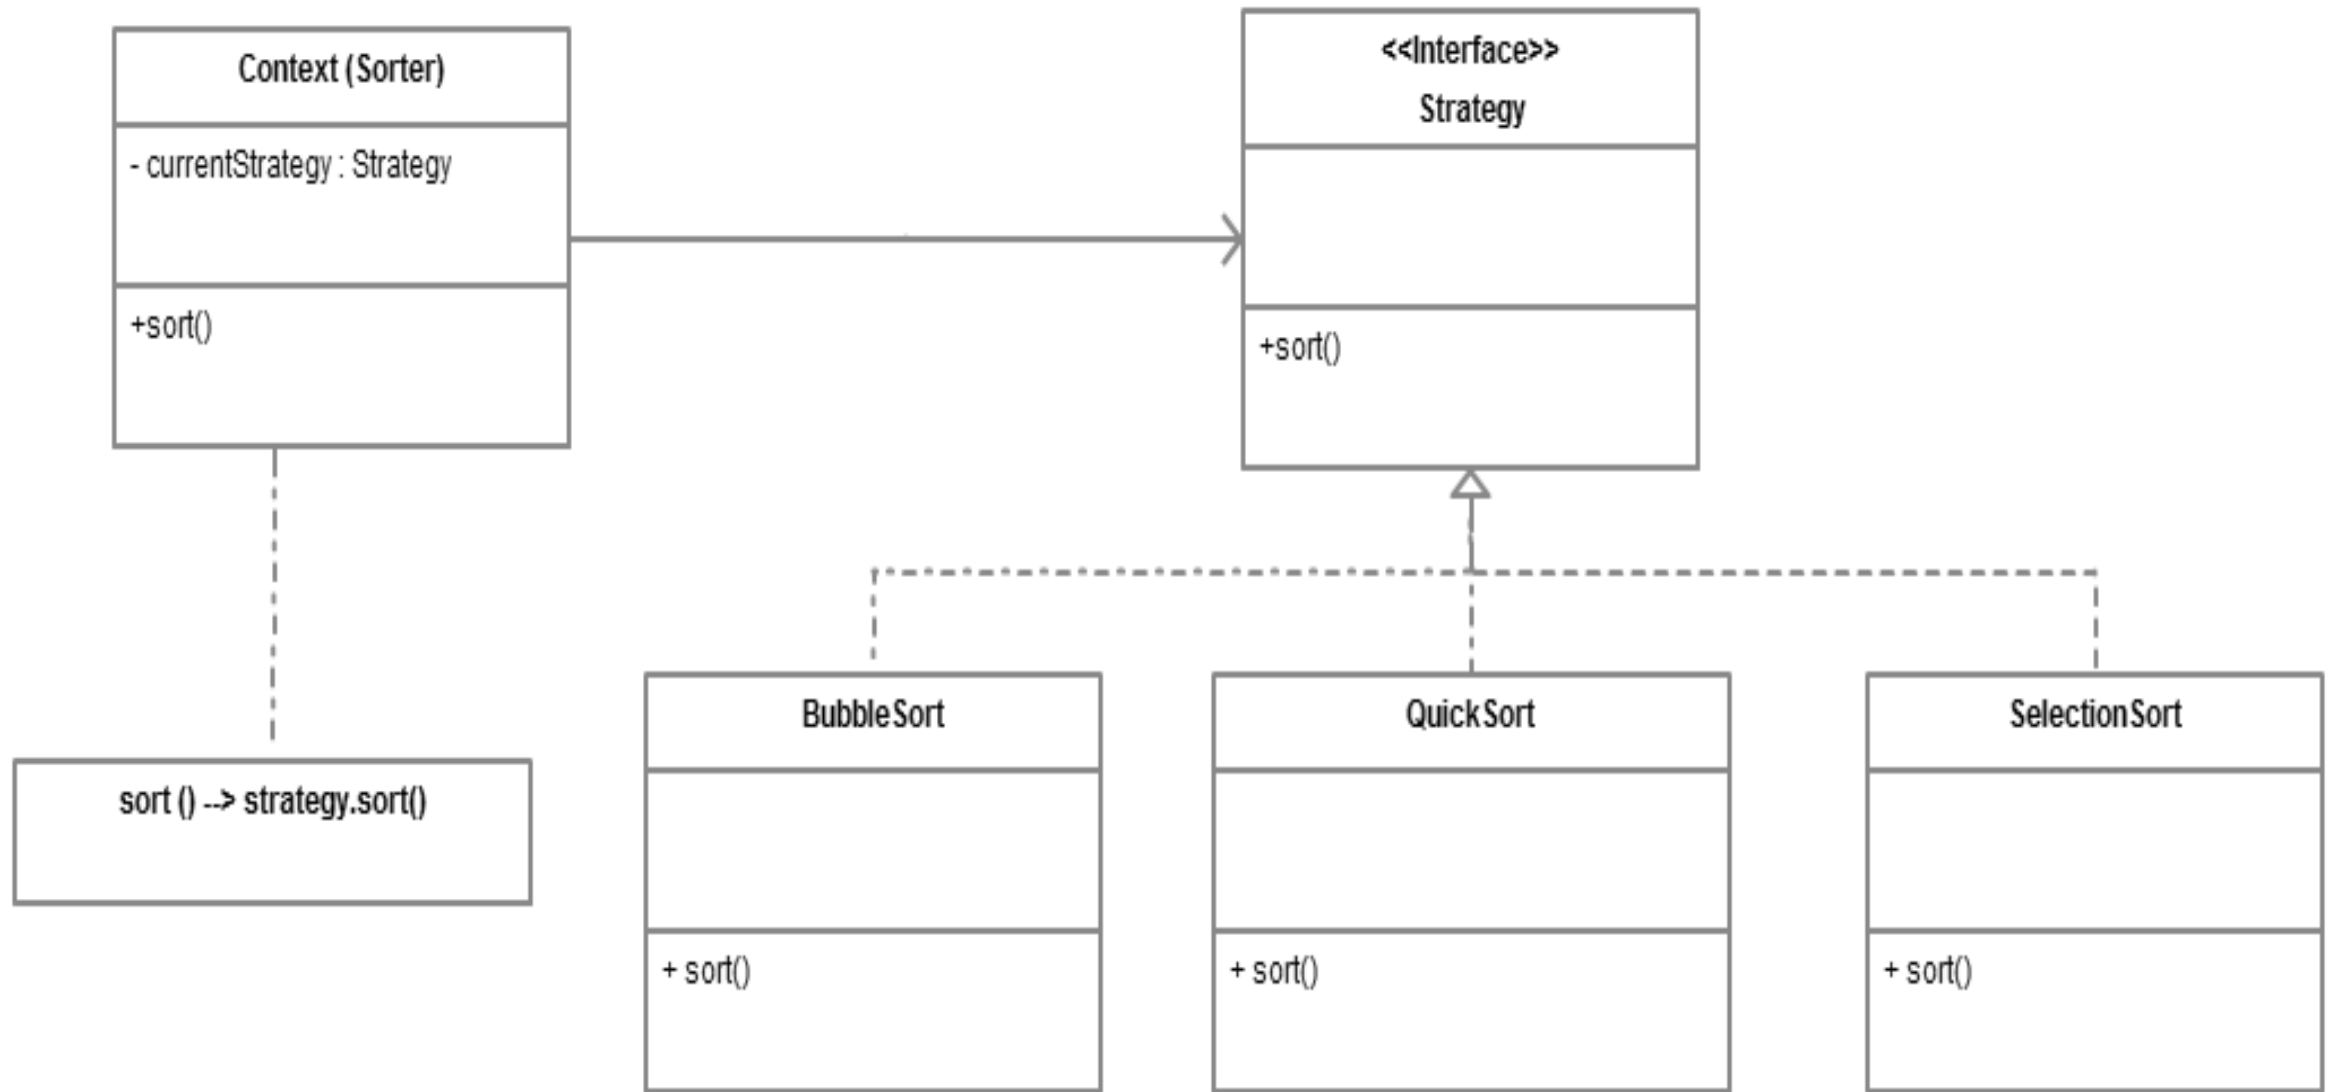 Context (Sorter)
- currentStrategy : Strategy
+sort()
<<Interface>>
Strategy
+sort()
sort () --> strategy.sort()
BubbleSort
+ sort()
QuickSort
+ sort()
SelectionSort
+ sort()